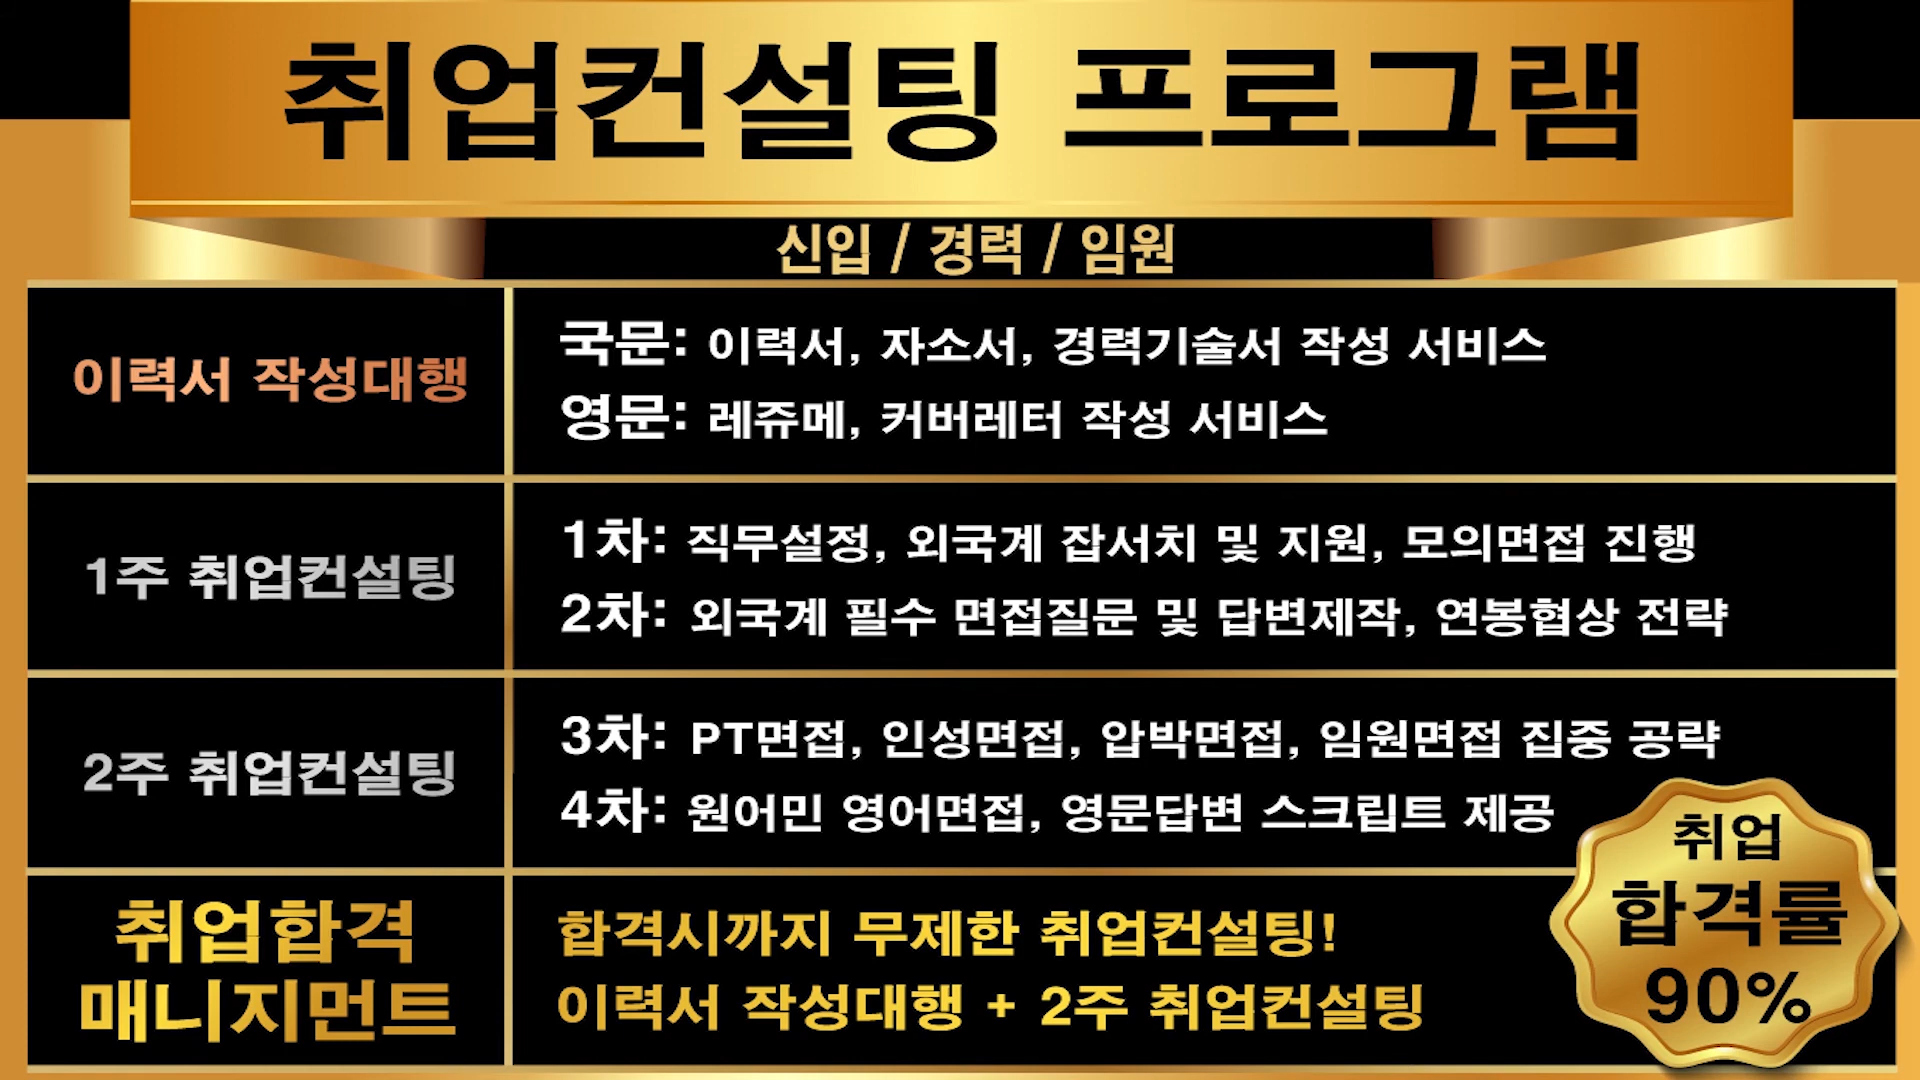 취업컨설팅 프로그램
신입 / 경력 / 임원
이력서 작성대행
국문: 이력서, 자소서, 경력기술서 작성 서비스
영문: 레쥬메, 커버레터 작성 서비스
1주 취업컨설팅
1차: 직무설정, 외국계 잡서치 및 지원, 모의면접 진행
2차: 외국계 필수 면접질문 및 답변제작, 연봉협상 전략
2주 취업컨설팅
3차: PT면접, 인성면접, 압박면접, 임원면접 집중 공략
4차: 원어민 영어면접, 영문답변 스크립트 제공
취업합격
매니지먼트
합격시까지 무제한 취업컨설팅!
이력서 작성대행 + 2주 취업컨설팅
취업
합격률
90%